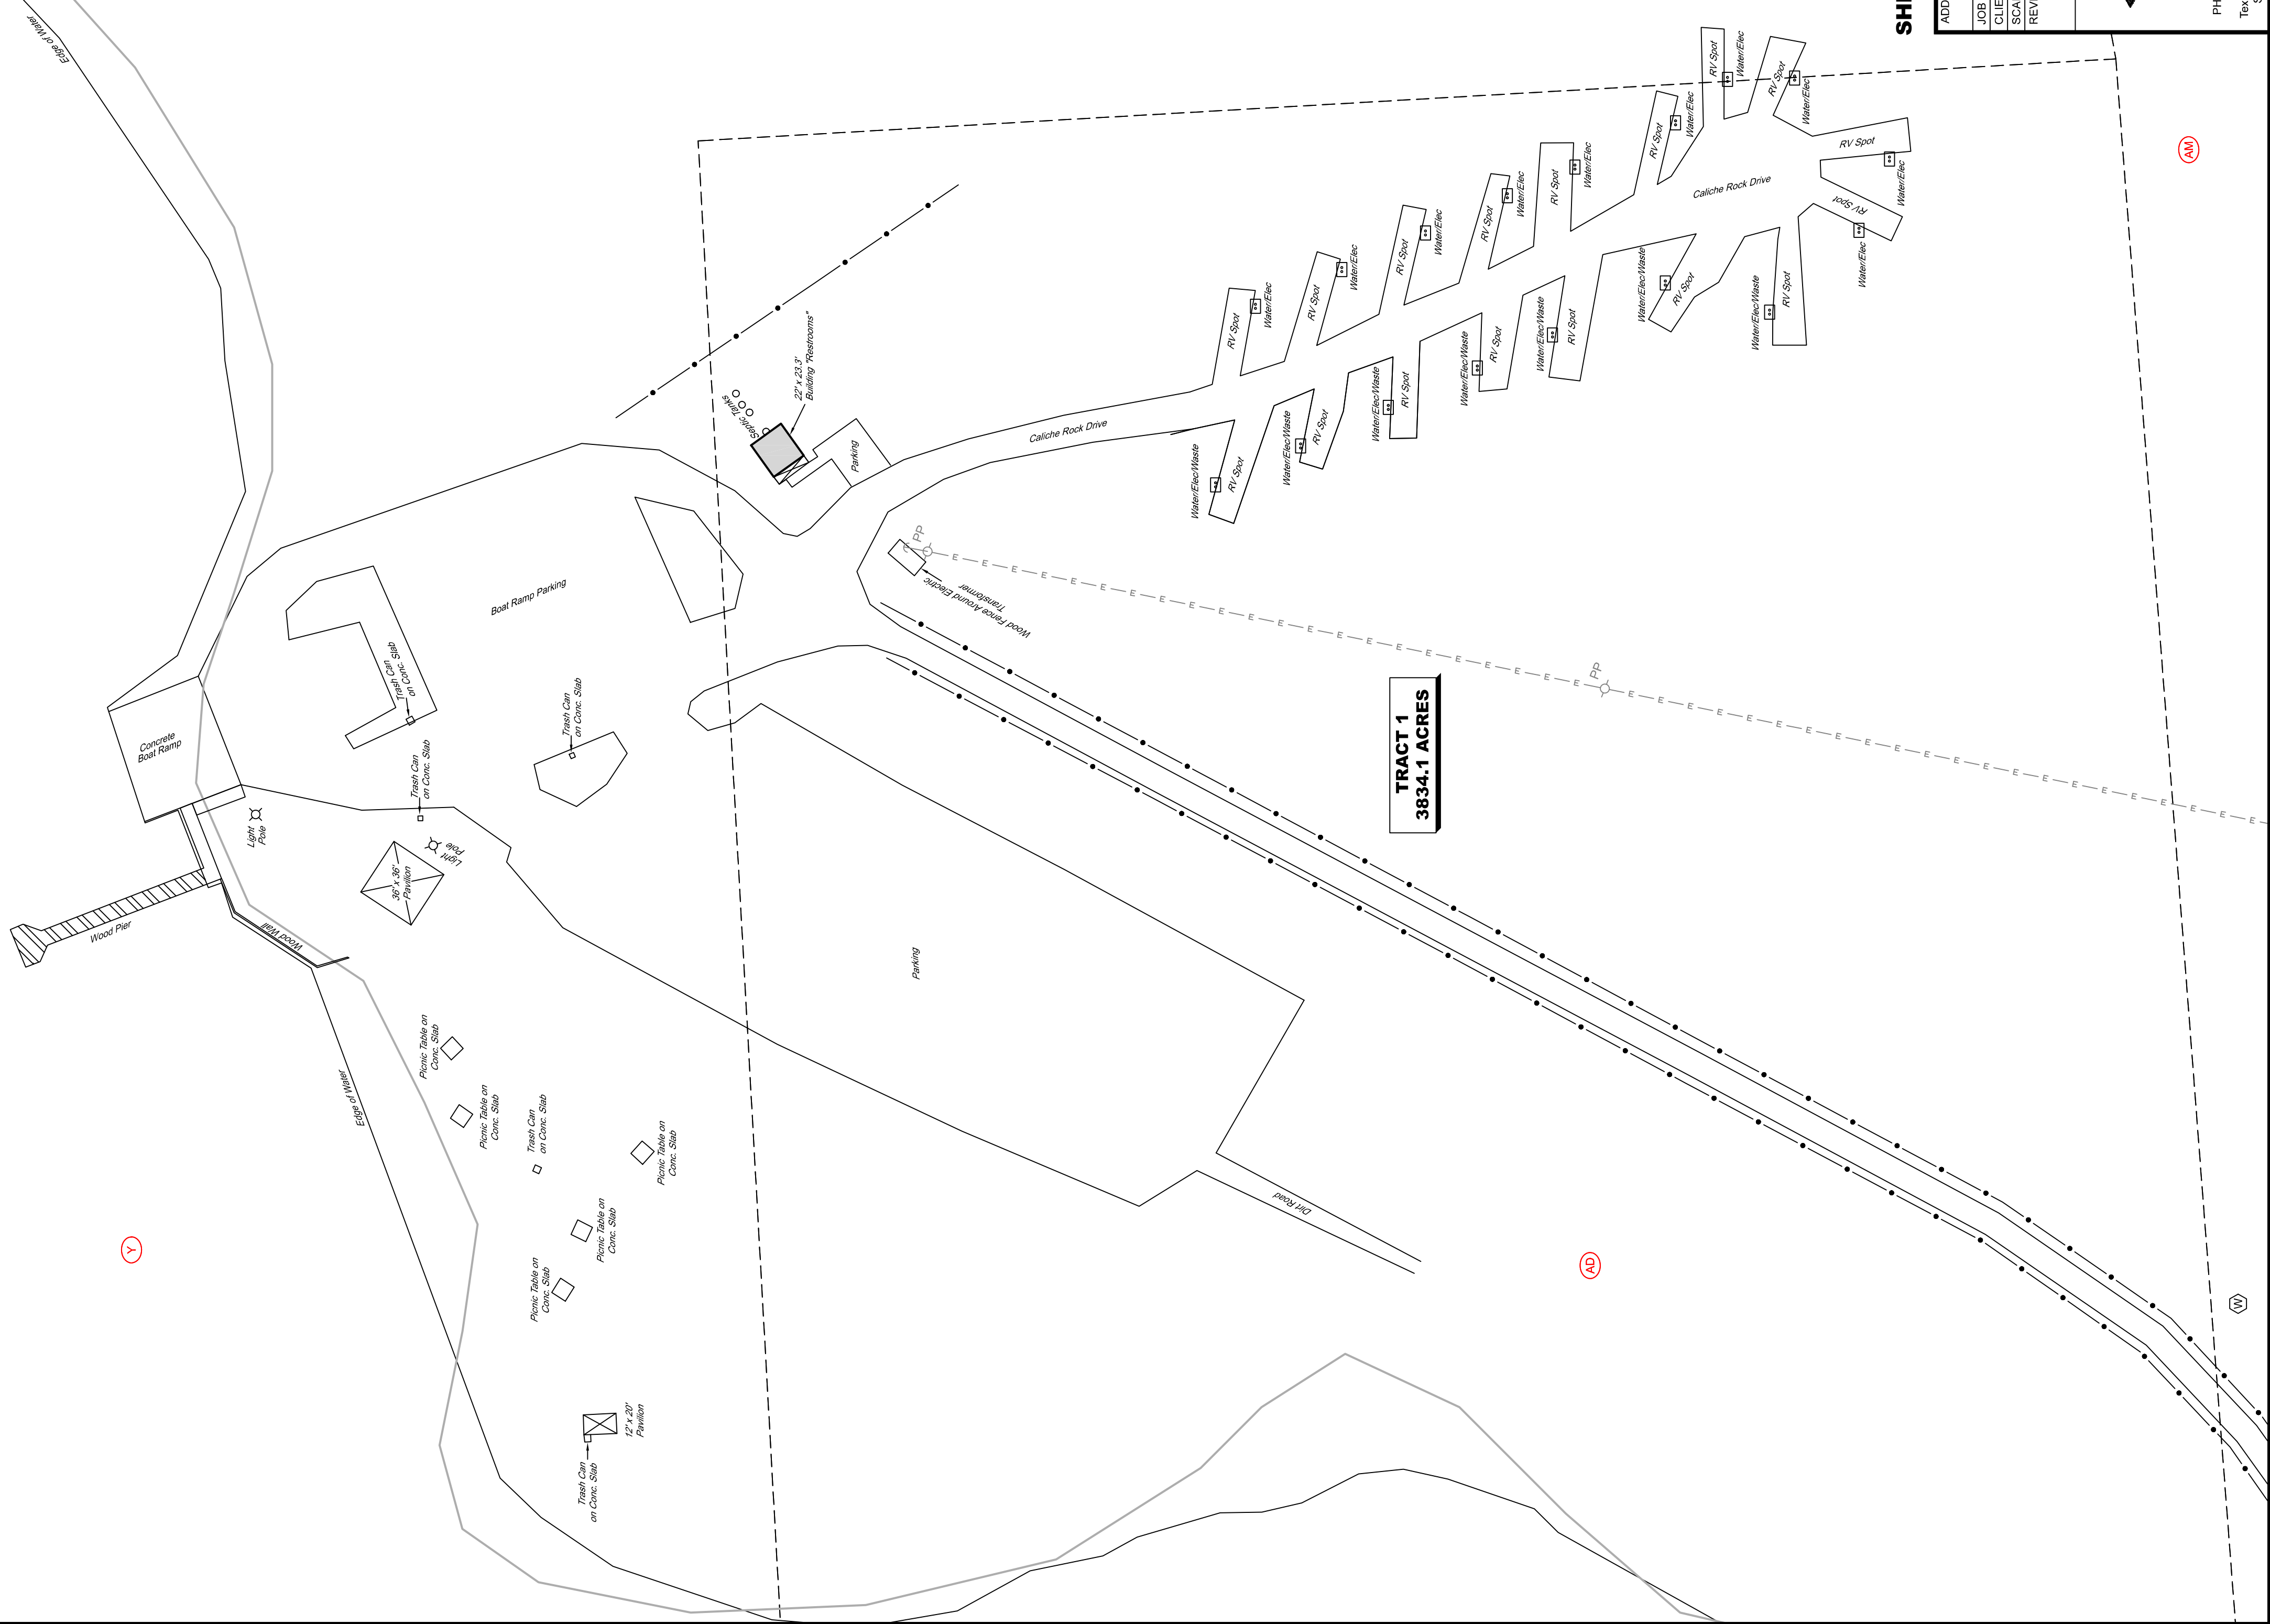 Edge of Water
SHE
ADD
JOB
CLIE
SCA
REVI
PH
Tex
S
Concrete
Boat Ramp
Light
Pole
Wood Pier
Wood Wall
36' x 36'
Pavilion
Light
Pole
Trash Can
on Conc. Slab
Trash Can
on Conc. Slab
Trash Can
on Conc. Slab
Boat Ramp Parking
Septic Tanks
22' x 23.3'
Building "Restrooms"
Parking
Caliche Rock Drive
PP
Wood Fence Around Electric
Transformer
E E E E E E E E E E E E E E E E E E E E E E
PP
E E E E E E E E E E E E E E E E E E E E E E
RV Spot
Water/Elec
RV Spot
Water/Elec
RV Spot
Water/Elec
RV Spot
Water/Elec
RV Spot
Water/Elec
RV Spot
Water/Elec
RV Spot
Water/Elec
RV Spot
Water/Elec
RV Spot
Water/Elec
RV Spot
Water/Elec
Caliche Rock Drive
Water/Elec/Waste
RV Spot
Water/Elec/Waste
RV Spot
Water/Elec/Waste
RV Spot
Water/Elec/Waste
RV Spot
Water/Elec/Waste
RV Spot
Water/Elec/Waste
RV Spot
Water/Elec/Waste
RV Spot
AM
TRACT 1
3834.1 ACRES
Parking
Edge of Water
Picnic Table on
Conc. Slab
Picnic Table on
Conc. Slab
Trash Can
on Conc. Slab
Picnic Table on
Conc. Slab
Picnic Table on
Conc. Slab
Picnic Table on
Conc. Slab
Dirt Road
Y
AD
W
12' x 20'
Pavilion
Trash Can
on Conc. Slab